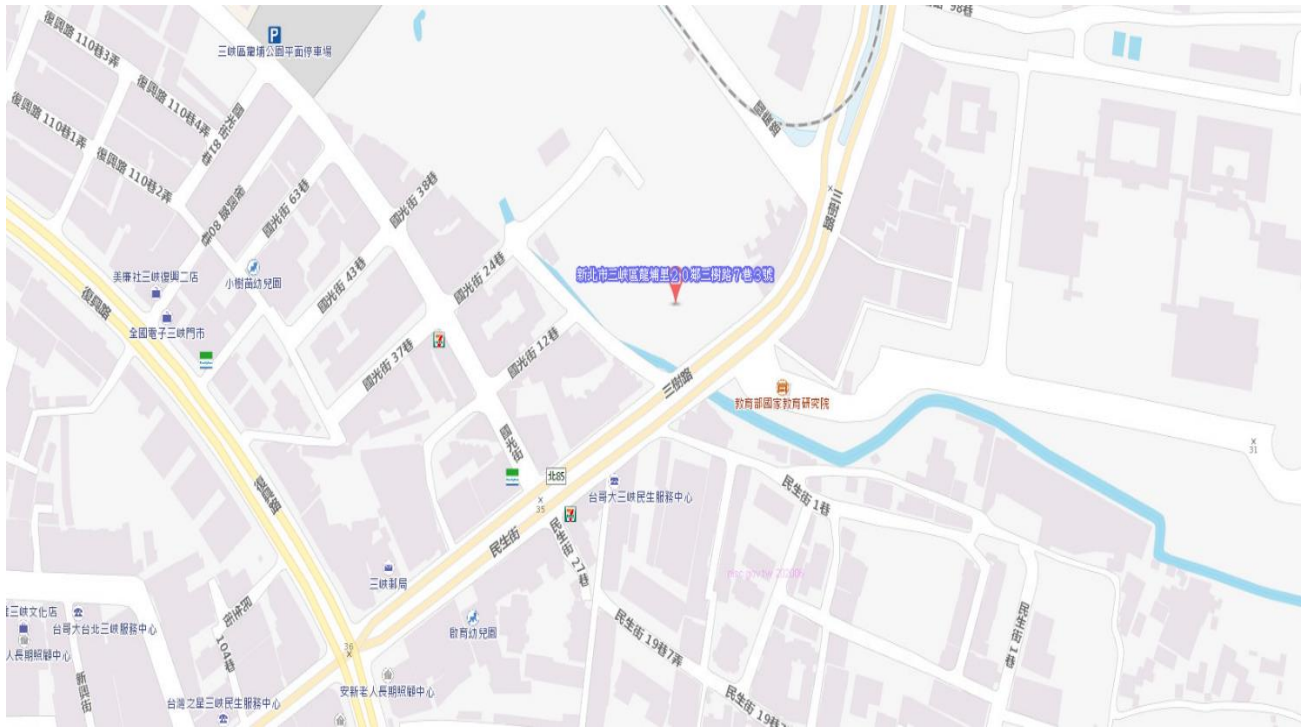 98巷
復興路 110巷3弄
P
三峽區龍埔公園平面停車場
復興路 110巷4弄
國光街 81巷
復興路 110巷1弄
復興路 110巷2弄
國光街 63巷
國光街 38巷
三樹路
美廉社三峽復興二店
小樹苗幼兒園
國光街 43巷
國光街 24巷
新北市三峽區龍埔里20鄰三樹路7巷3號
復興路
全國電子三峽門市
7
國光街 37巷
國光街 12巷
三樹路
教育部國家教育研究院
國光街
31
復興路
北85
台哥大三峽民生服務中心
35
7
民生街 1巷
民生街
民生街 27巷
三峽郵局
民生街
104巷
社三峽文化店
台哥大台北三峽服務中心
啟育幼兒園
民生街 19巷7弄
民生街 1巷
36
人長期照顧中心
安新老人長期照顧中心
新興街
台灣之星三峽民生服務中心